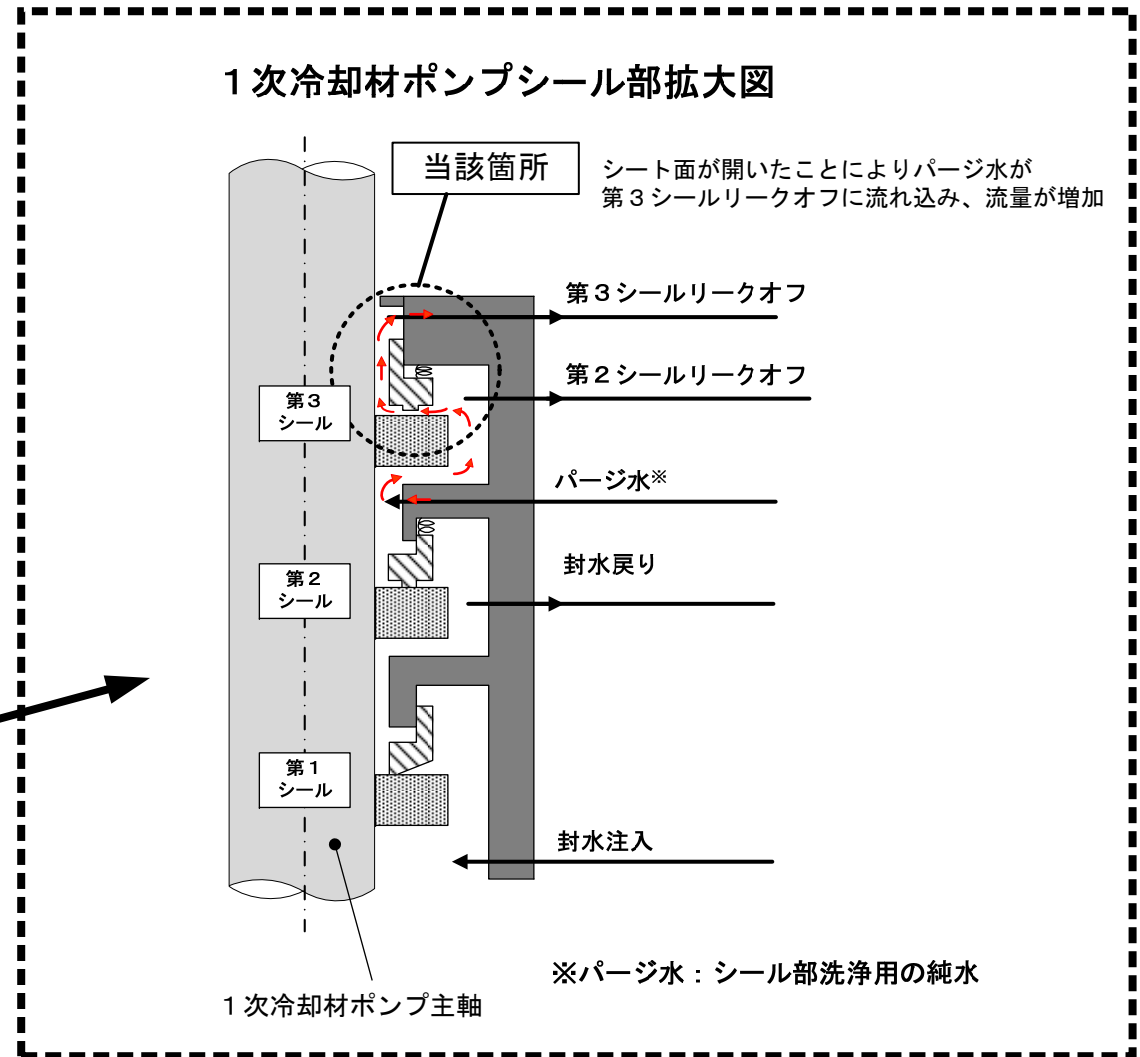 １次冷却材ポンプシール部拡大図
当該箇所
シート面が開いたことによりパージ水が
第３シールリークオフに流れ込み、流量が増加
第３シールリークオフ
第２シールリークオフ
第３
シール
パージ水※
封水戻り
第２
シール
第１
シール
封水注入
※パージ水：シール部洗浄用の純水
１次冷却材ポンプ主軸